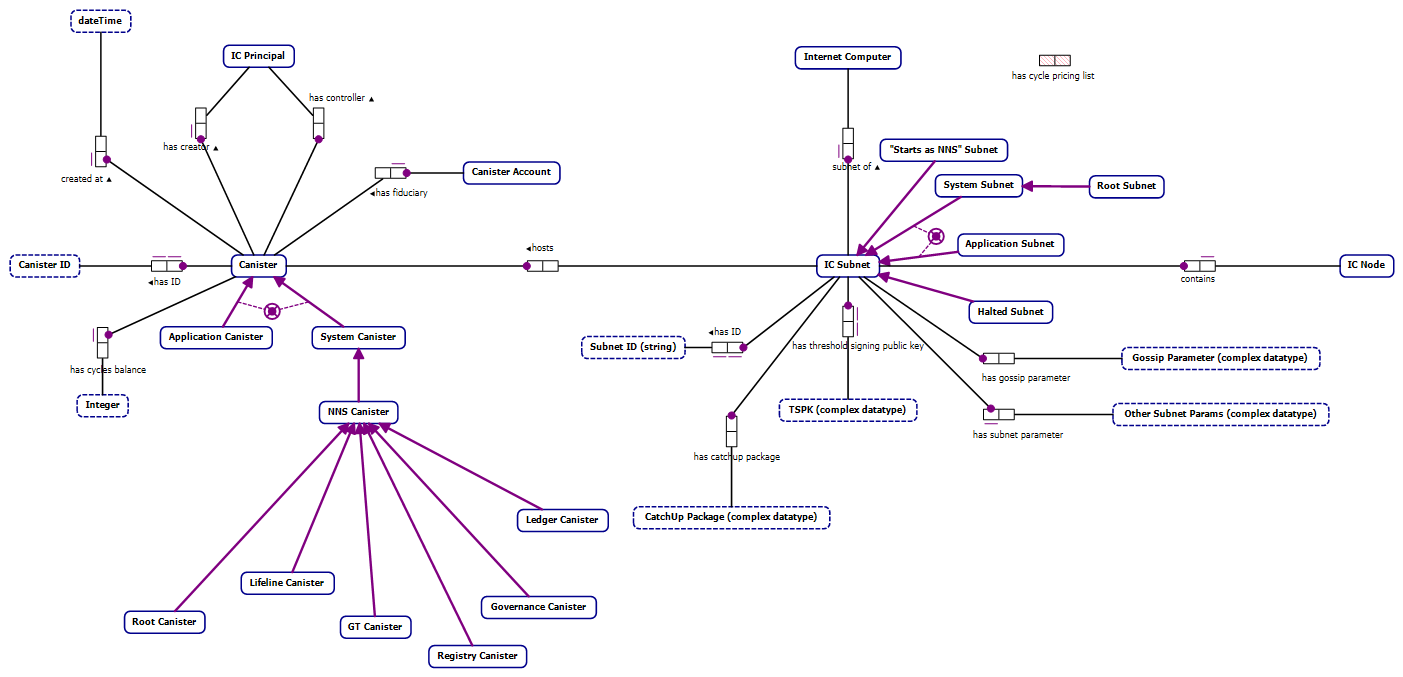 dateTime
IC Principal
Internet Computer
has cycle pricing list
has controller ▲
has creator ▲
"Starts as NNS" Subnet
subnet of ▲
created at ▲
Canister Account
◄has fiduciary
System Subnet
Root Subnet
Application Subnet
◄hosts
Canister ID
Canister
IC Subnet
IC Node
◄has ID
contains
Halted Subnet
Application Canister
System Canister
◄has ID
Subnet ID (string)
has threshold signing public key
Gossip Parameter (complex datatype)
has gossip parameter
has cycles balance
Integer
NNS Canister
TSPK (complex datatype)
Other Subnet Params (complex datatype)
has subnet parameter
has catchup package
Ledger Canister
CatchUp Package (complex datatype)
Lifeline Canister
Governance Canister
Root Canister
GT Canister
Registry Canister